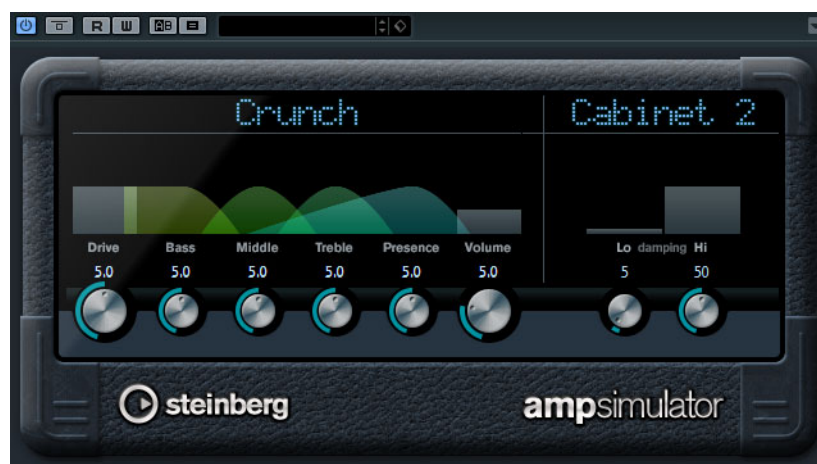 R W AB
Crunch Cabinet 2
Drive Bass Middle Treble Presence Volume Lo damping Hi
5.0 5.0 5.0 5.0 5.0 5.0 5 50
steinberg ampsimulator